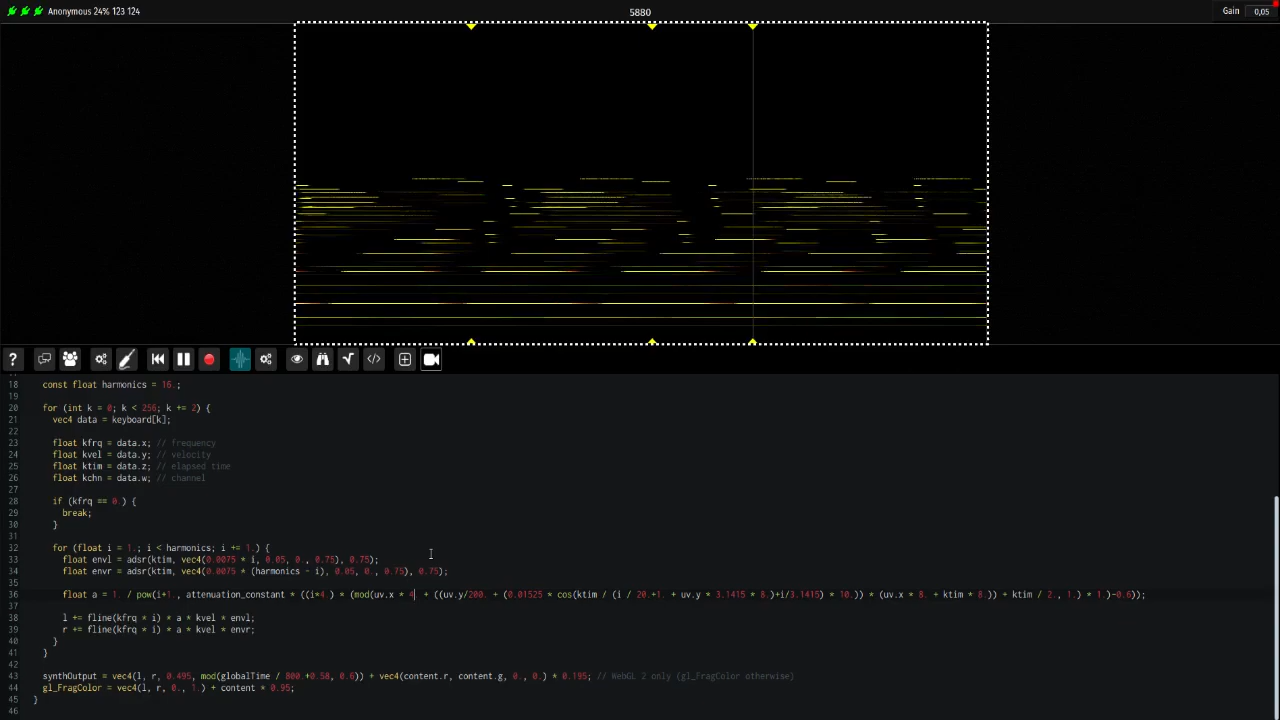 Anonymous 24% 123 124
5880
Gain 0,05
?
18 const float harmonics = 16.;
19
20 for (int k = 0; k < 256; k += 2) {
21 vec4 data = keyboard[k];
22
23 float kfrq = data.x; // frequency
24 float kvel = data.y; // velocity
25 float ktim = data.z; // elapsed time
26 float kchn = data.w; // channel
27
28 if (kfrq == 0.) {
29 break;
30 }
31
32 for (float i = 1.; i < harmonics; i += 1.) {
33 float envl = adsr(ktim, vec4(0.0075 * i, 0.05, 0., 0.75), 0.75);
34 float envr = adsr(ktim, vec4(0.0075 * (harmonics - i), 0.05, 0., 0.75), 0.75);
35
36 float a = 1. / pow(i+1., attenuation_constant * ((i*4.) * (mod(uv.x * 4 + ((uv.y/200. + (0.01525 * cos(ktim / (i / 20.+1. + uv.y * 3.1415 * 8.)+i/3.1415) * 10.)) * (uv.x * 8. + ktim * 8.)) + ktim / 2., 1.) * 1.)-0.6));
37
38 l += fline(kfrq * i) * a * kvel * envl;
39 r += fline(kfrq * i) * a * kvel * envr;
40 }
41 }
42
43 synthOutput = vec4(l, r, 0.495, mod(globalTime / 800.+0.58, 0.6)) + vec4(content.r, content.g, 0., 0.) * 0.195; // WebGL 2 only (gl_FragColor otherwise)
44 gl_FragColor = vec4(l, r, 0., 1.) + content * 0.95;
45 }
46